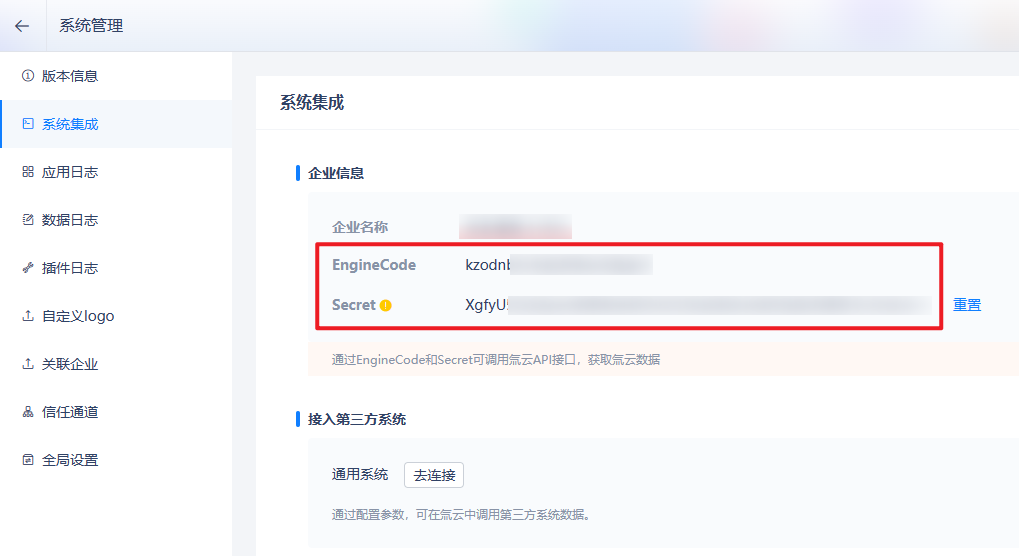 系统管理
版本信息
系统集成
应用日志
数据日志
插件日志
自定义logo
关联企业
信任通道
全局设置
系统集成
企业信息
企业名称
EngineCode kzodnb
Secret XgfyU 重置
通过EngineCode和Secret可调用氚云API接口，获取氚云数据
接入第三方系统
通用系统 去连接
通过配置参数，可在氚云中调用第三方系统数据。